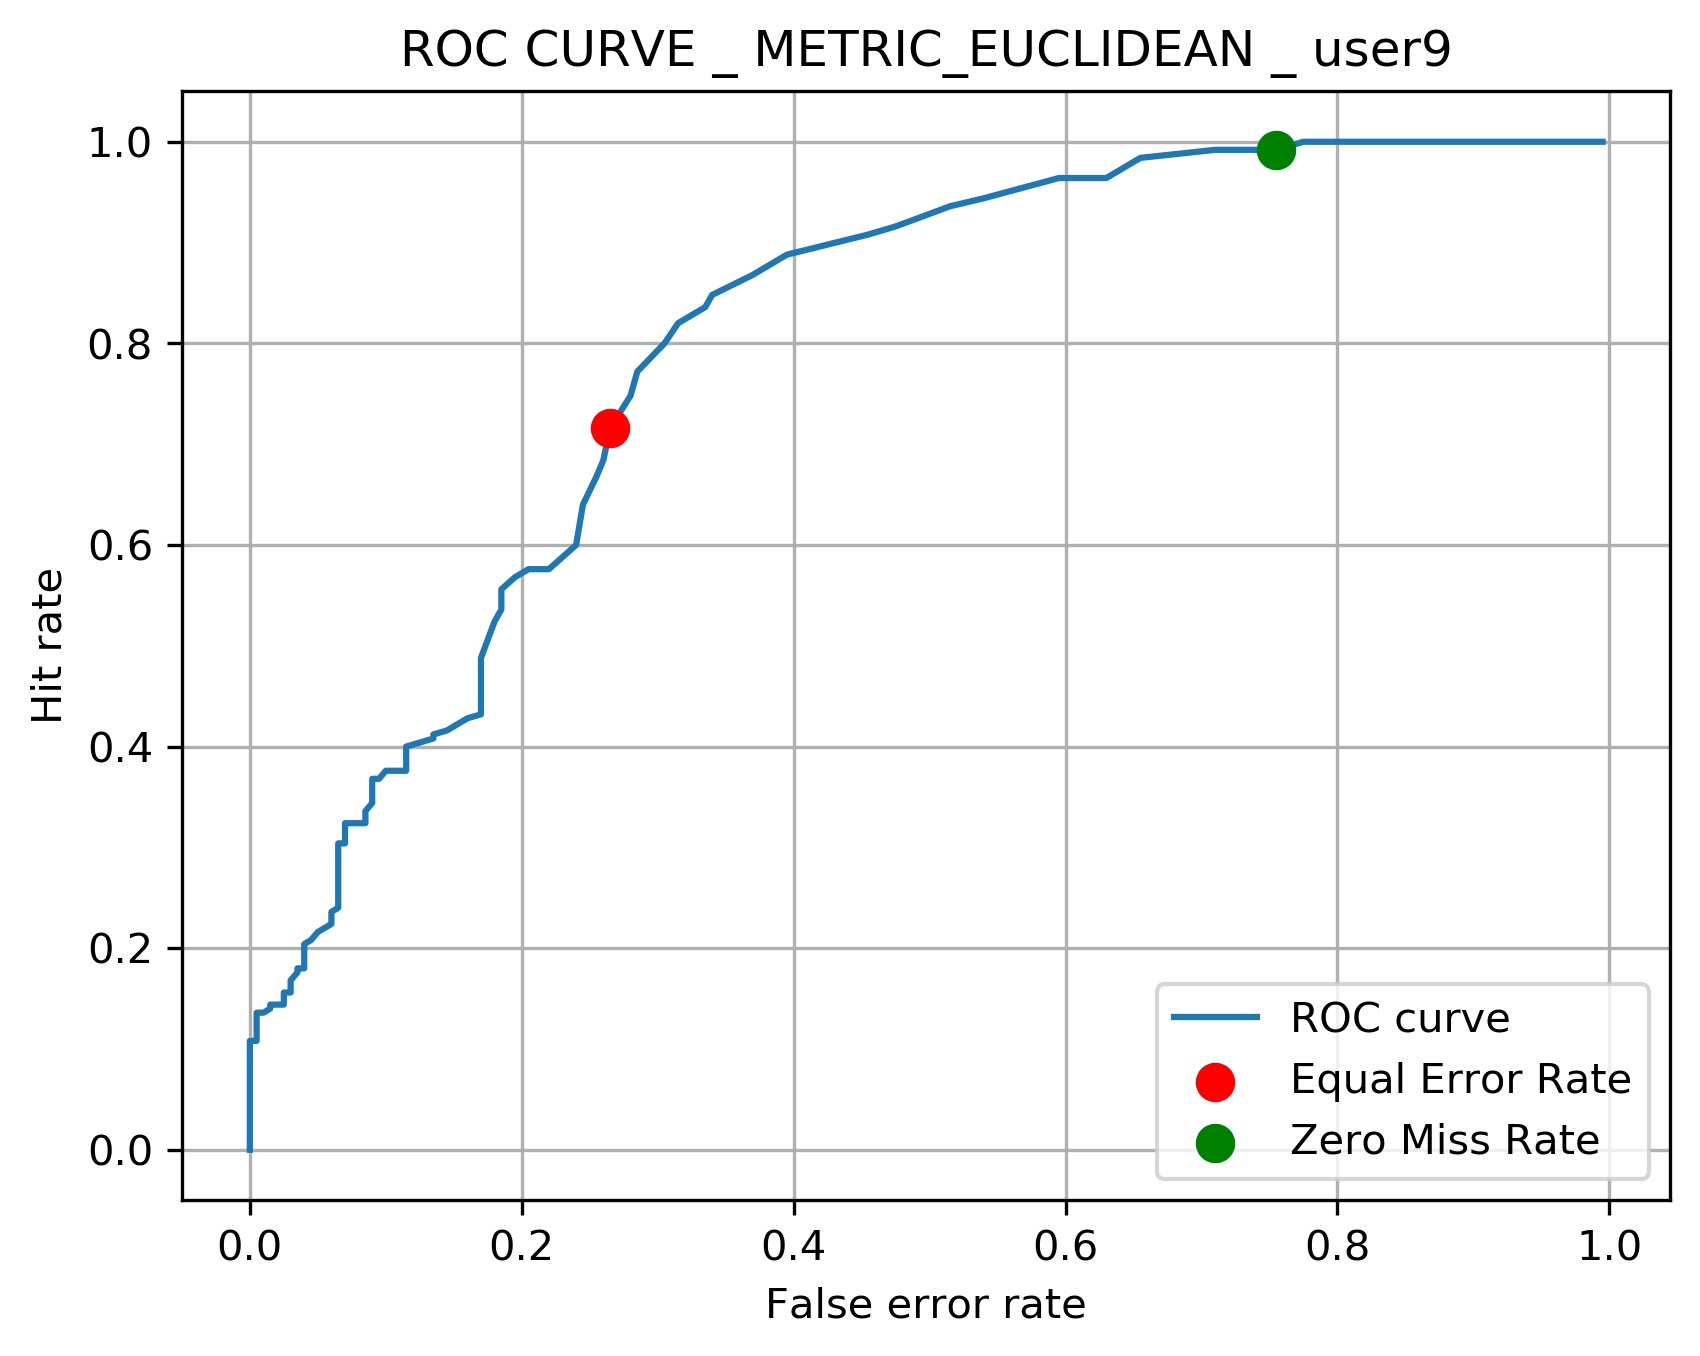 ROC CURVE _ METRIC_EUCLIDEAN _ user9
1.0
0.8
0.6
0.4
0.2
0.0
Hit rate
ROC curve
Equal Error Rate
Zero Miss Rate
0.0 0.2 0.4 0.6 0.8 1.0
False error rate